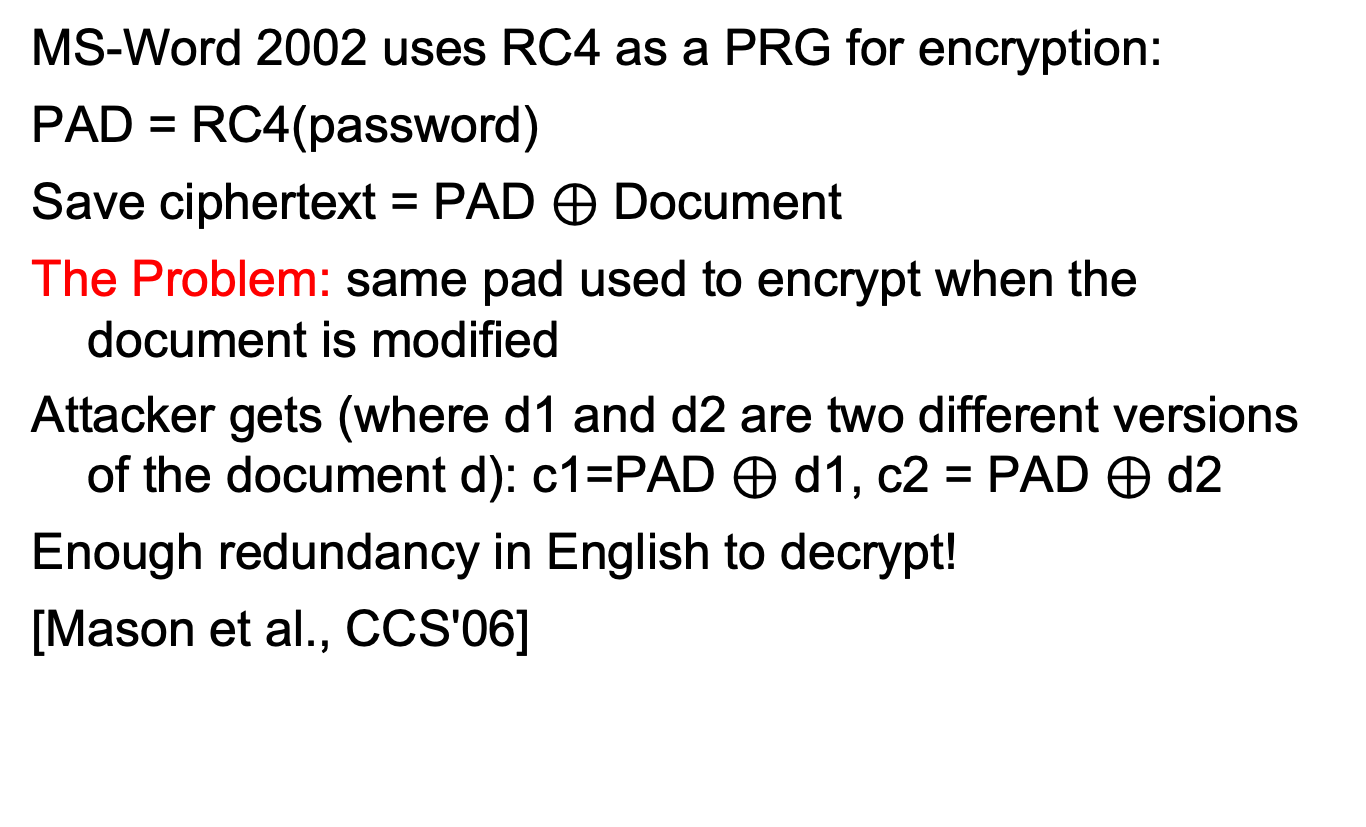 MS-Word 2002 uses RC4 as a PRG for encryption:
PAD = RC4(password)
Save ciphertext = PAD ⊕ Document
The Problem: same pad used to encrypt when the
document is modified
Attacker gets (where d1 and d2 are two different versions
of the document d): c1=PAD ⊕ d1, c2 = PAD ⊕ d2
Enough redundancy in English to decrypt!
[Mason et al., CCS'06]